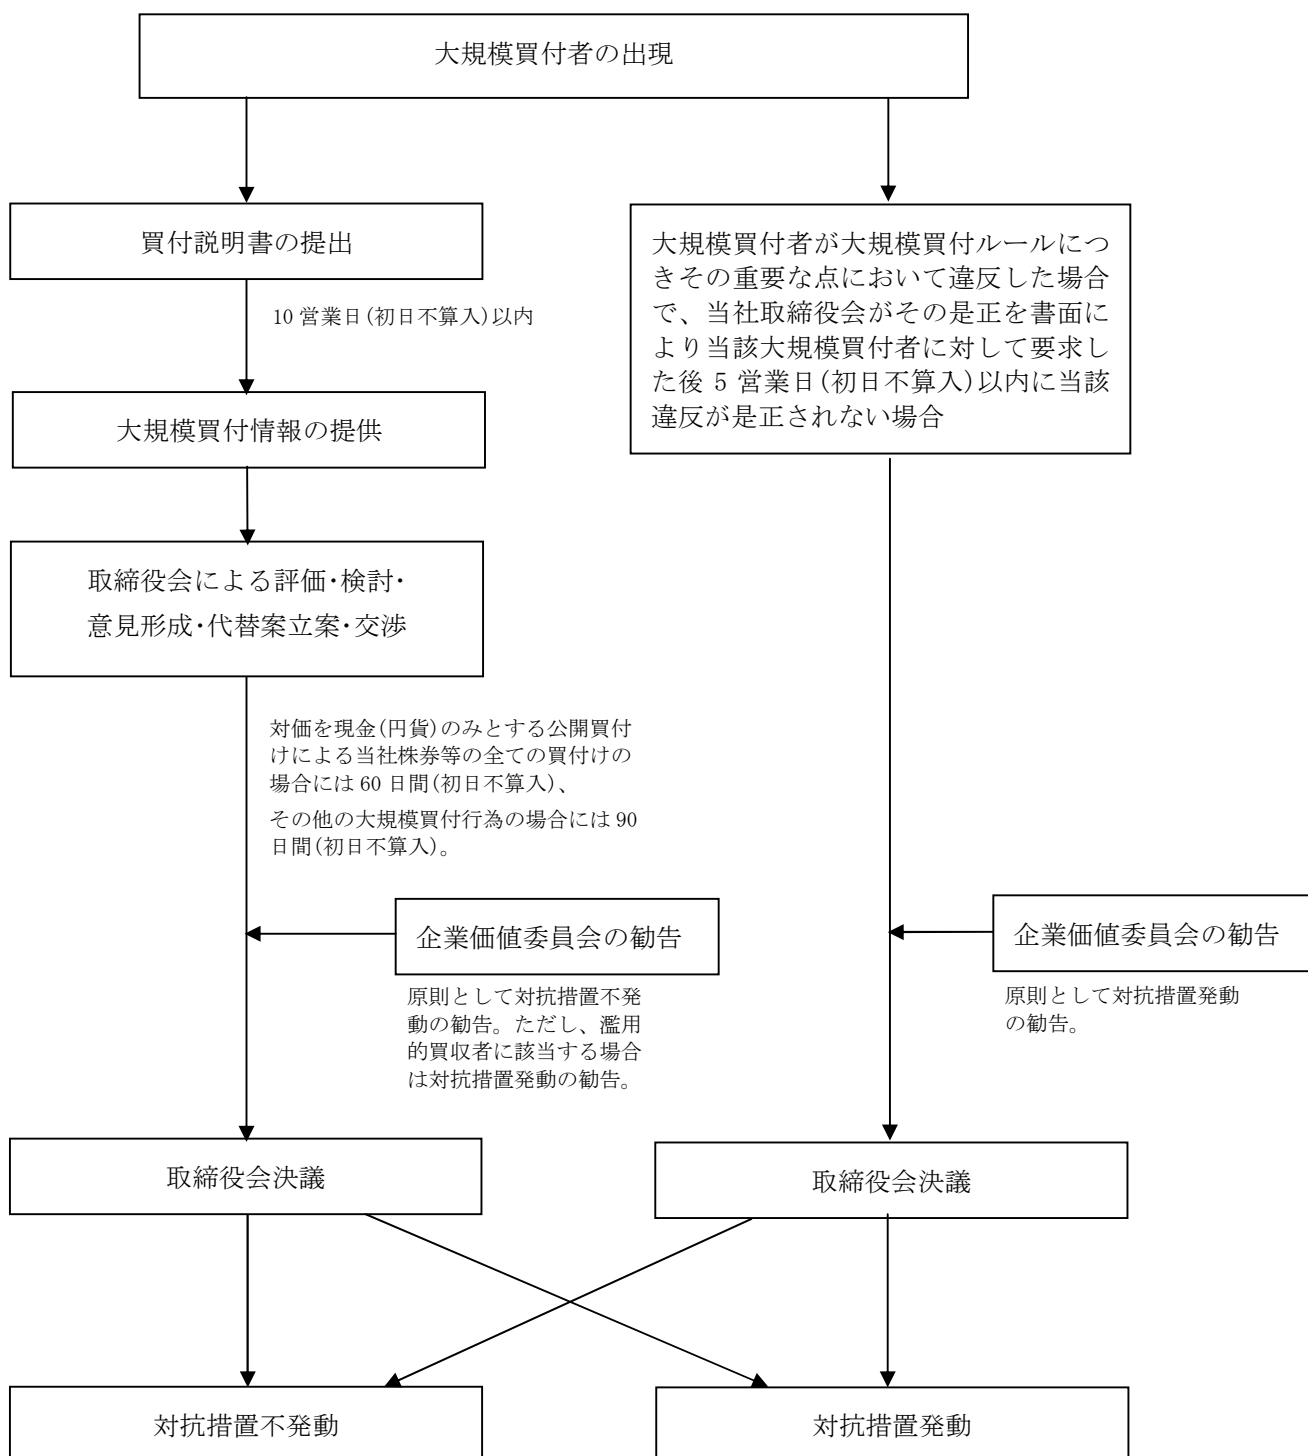 大規模買付者の出現
買付説明書の提出
10 営業日(初日不算入)以内
大規模買付情報の提供
取締役会による評価･検討･
意見形成･代替案立案･交渉
対価を現金(円貨)のみとする公開買付
けによる当社株券等の全ての買付けの
場合には 60 日間(初日不算入)、
その他の大規模買付行為の場合には 90
日間(初日不算入)。
企業価値委員会の勧告
原則として対抗措置不発
動の勧告。ただし、濫用
的買収者に該当する場合
は対抗措置発動の勧告。
取締役会決議
対抗措置不発動
大規模買付者が大規模買付ルールにつ
きその重要な点において違反した場合
で、当社取締役会がその是正を書面に
より当該大規模買付者に対して要求し
た後 5 営業日(初日不算入)以内に当該
違反が是正されない場合
企業価値委員会の勧告
原則として対抗措置発動
の勧告。
取締役会決議
対抗措置発動